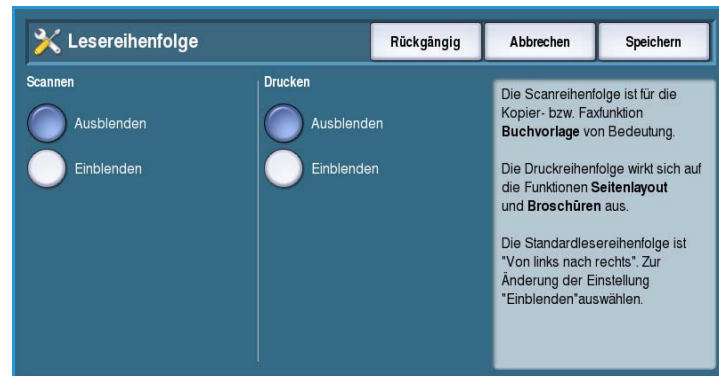 Lesereihenfolge
Rückgängig
Abbrechen
Speichern
Scannen
Ausblenden
Einblenden
Drucken
Ausblenden
Einblenden
Die Scanreihenfolge ist für die
Kopier- bzw. Faxfunktion
Buchvorlage von Bedeutung.
Die Druckreihenfolge wirkt sich auf
die Funktionen Seitenlayout
und Broschüren aus.
Die Standardlesereihenfolge ist
"Von links nach rechts". Zur
Änderung der Einstellung
"Einblenden"auswählen.